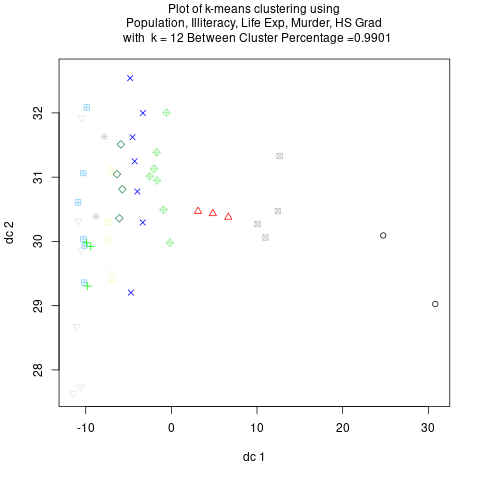 Plot of k-means clustering using
Population, Illiteracy, Life Exp, Murder, HS Grad
with k = 12 Between Cluster Percentage =0.9901
dc 2
32
31
30
29
28
-10
0
10
20
30
dc 1